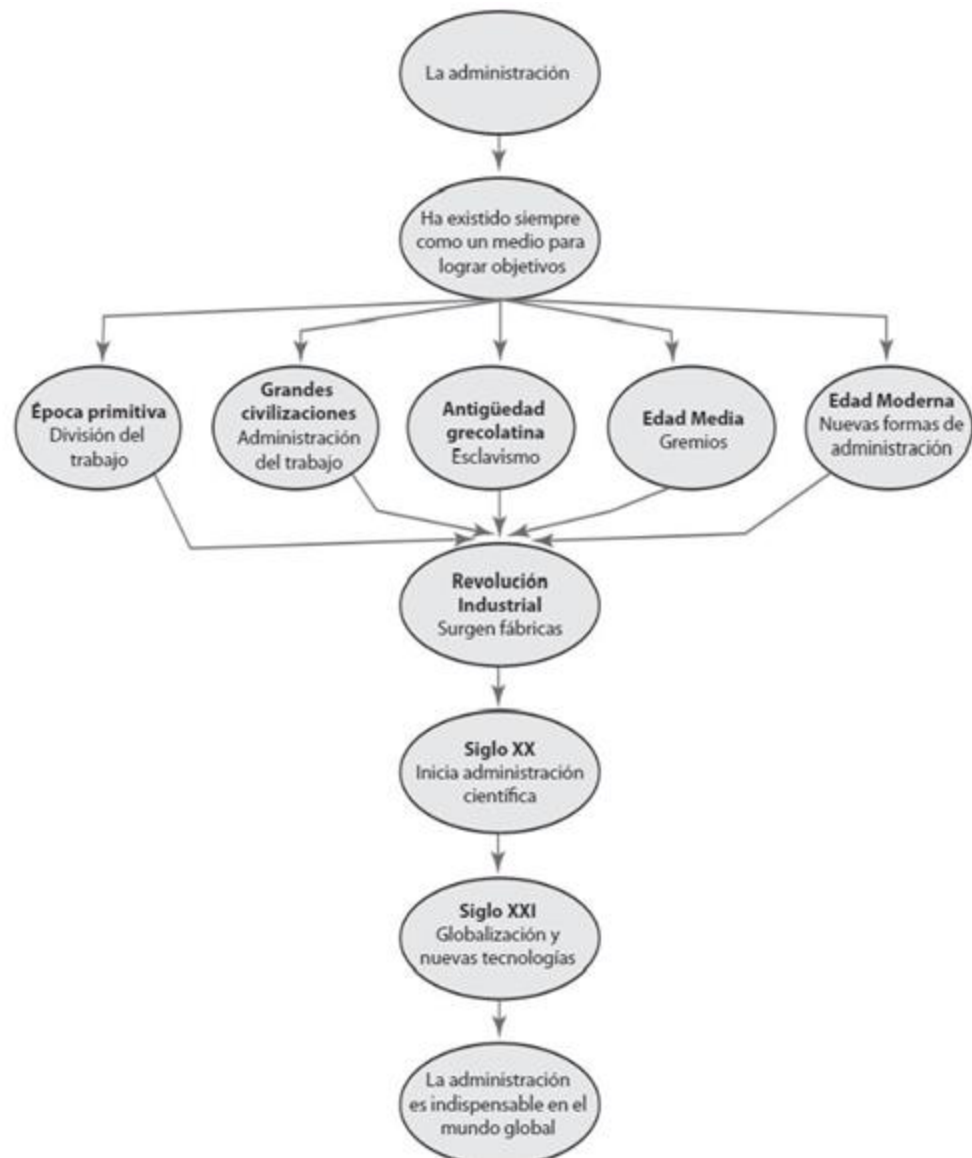 La administración
Ha existido siempre
como un medio para
lograr objetivos
Época primitiva
División del
trabajo
Grandes
civilizaciones
Administración
del trabajo
Antigüedad
grecolatina
Esclavismo
Edad Media
Gremios
Edad Moderna
Nuevas formas de
administración
Revolución
Industrial
Surgen fábricas
Siglo XX
Inicia administración
científica
Siglo XXI
Globalización y
nuevas tecnologías
La administración
es indispensable en el
mundo global